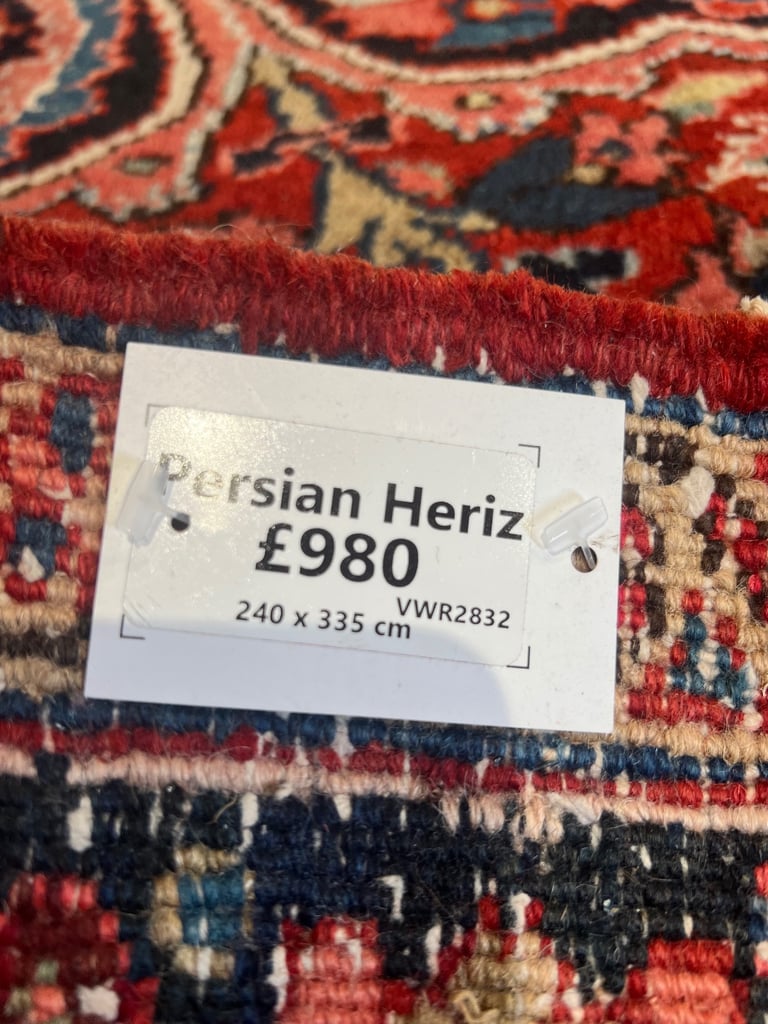 Persian Heriz
£980
VWR2832
240 x 335 cm